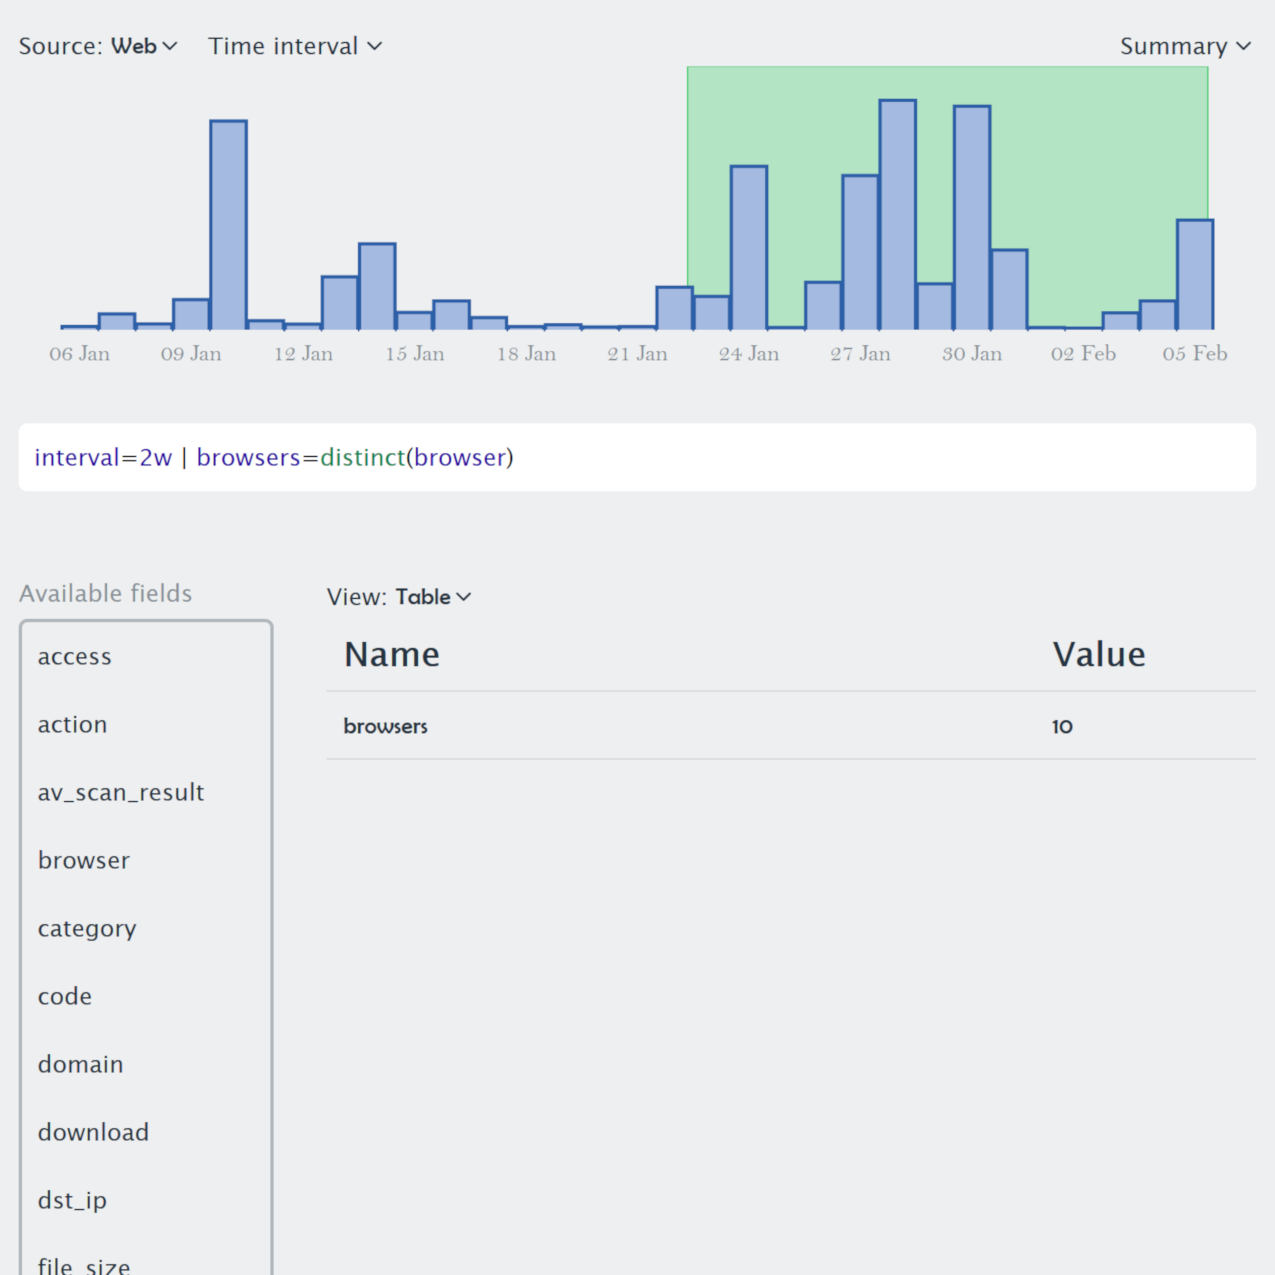 Source: Web Time interval Summary
06 Jan 09 Jan 12 Jan 15 Jan 18 Jan 21 Jan 24 Jan 27 Jan 30 Jan 02 Feb 05 Feb
interval=2w | browsers=distinct(browser)
Available fields
access
action
av_scan_result
browser
category
code
domain
download
dst_ip
file_size
View: Table
Name Value
browsers 10